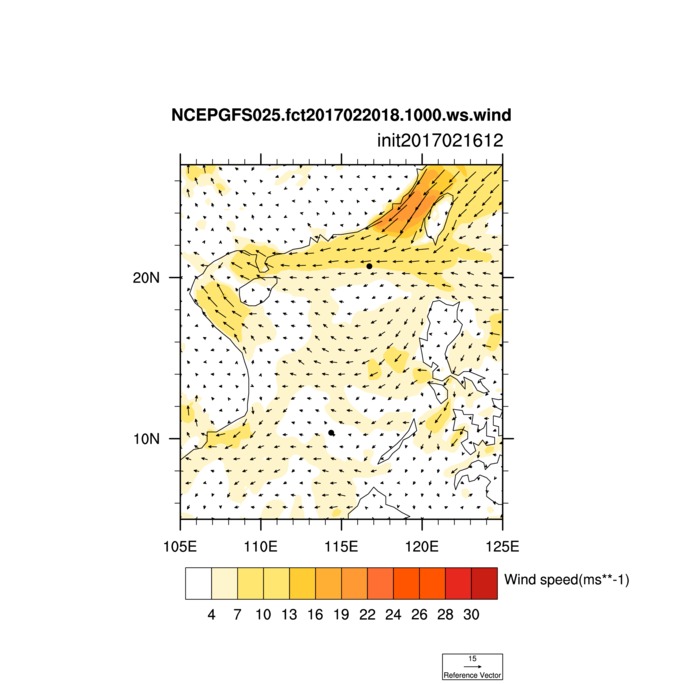 NCEPGFS025.fct2017022018.1000.ws.wind
init2017021612
20N
10N
105E 110E 115E 120E 125E
Wind speed(ms**-1)
4 7 10 13 16 19 22 24 26 28 30
15
Reference Vector